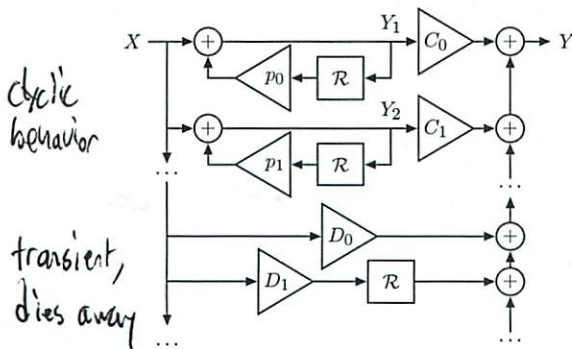 X + Y₁ C₀ + Y
p₀ R
cyclic
behavior
+ Y₂ C₁ +
p₁ R
... ...
D₀ +
transient,
D₁ R +
dies away
... ...